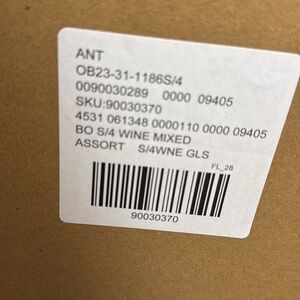 ANT
OB23-31-1186S/4
0090030289 0000 09405
SKU:90030370
4531 061348 0000110 0000 09405
BO S/4 WINE MIXED
ASSORT S/4WNE GLS
FL_28
90030370